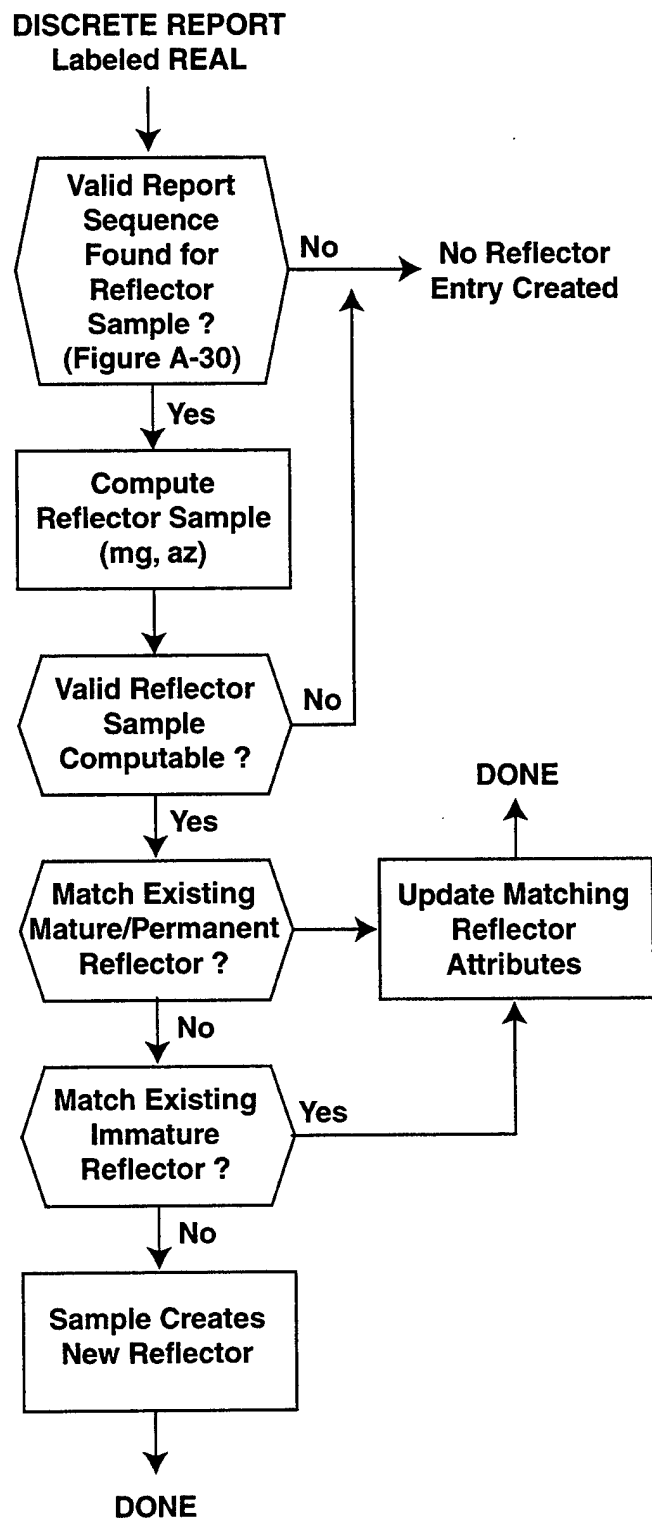 DISCRETE REPORT
Labeled REAL
Valid Report
Sequence
Found for
Reflector
Sample ?
(Figure A-30)
No
No Reflector
Entry Created
Yes
Compute
Reflector Sample
(mg, az)
Valid Reflector
Sample
Computable ?
No
Yes
DONE
Match Existing
Mature/Permanent
Reflector ?
Update Matching
Reflector
Attributes
No
Match Existing
Immature
Reflector ?
Yes
No
Sample Creates
New Reflector
DONE